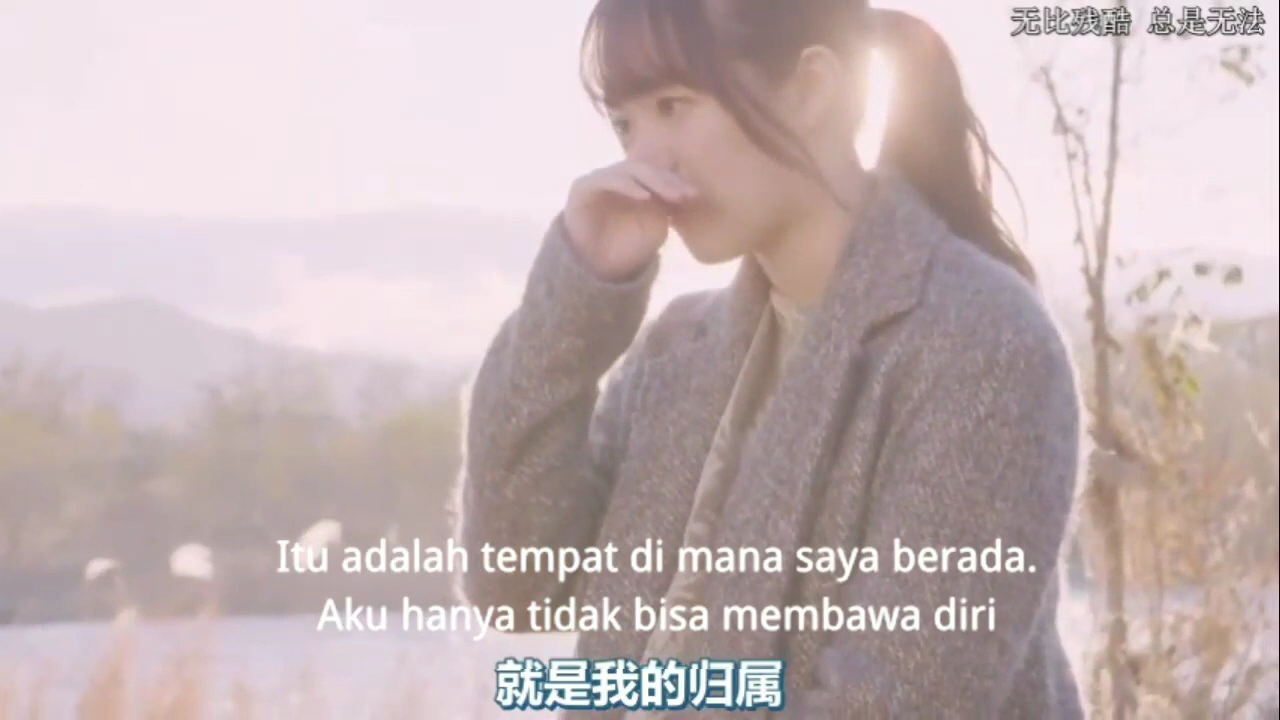 无比残酷 总是无法
Itu adalah tempat di mana saya berada.
Aku hanya tidak bisa membawa diri
就是我的归属